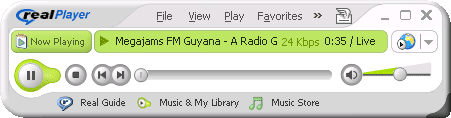 realPlayer File View Play Favorites »
Now Playing Megajams FM Guyana - A Radio G 24 Kbps 0:35 / Live
Real Guide Music & My Library Music Store